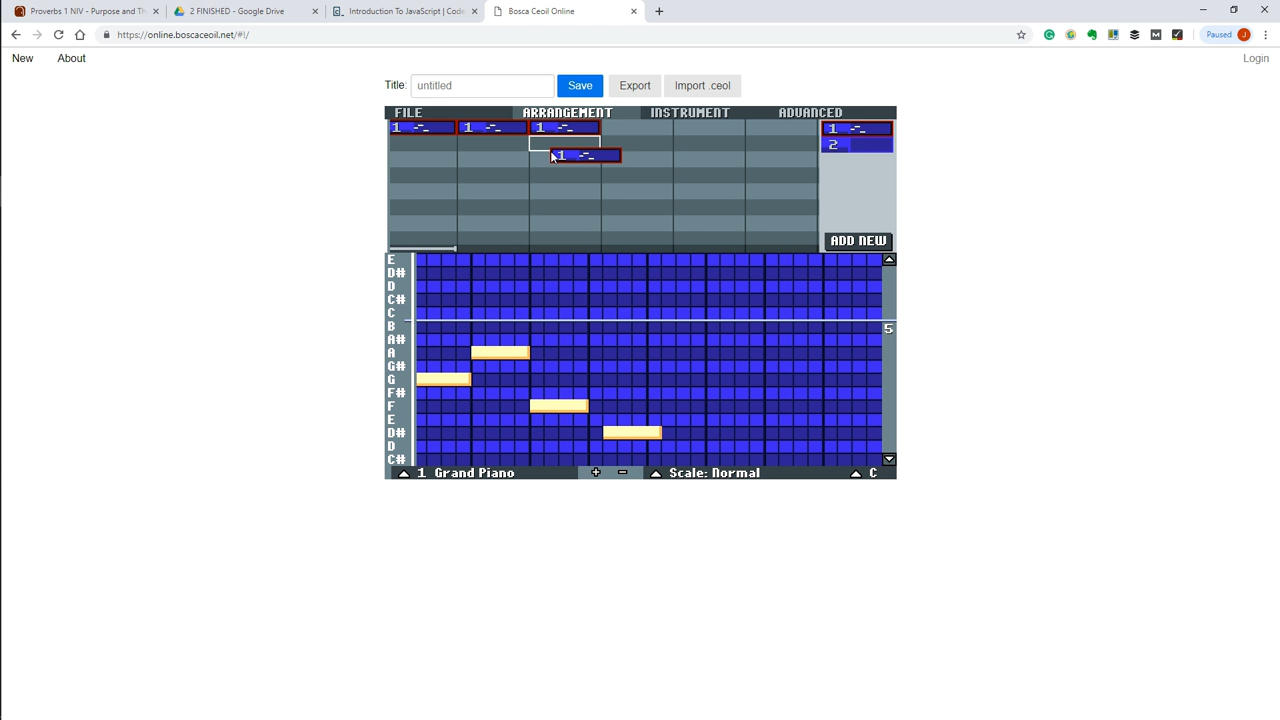 Proverbs 1 NIV - Purpose and Th
2 FINISHED - Google Drive
Introduction To JavaScript | Code
Bosca Ceoil Online
https://online.boscaceoil.net/#!/
Paused
J
New
About
Login
Title:
untitled
Save
Export
Import .ceol
FILE
ARRANGEMENT
INSTRUMENT
ADVANCED
1
1
1
1
1
2
ADD NEW
E
D#
D
C#
C
B
A#
A
G#
G
F#
F
E
D#
D
C#
5
1 Grand Piano
+
-
Scale: Normal
C